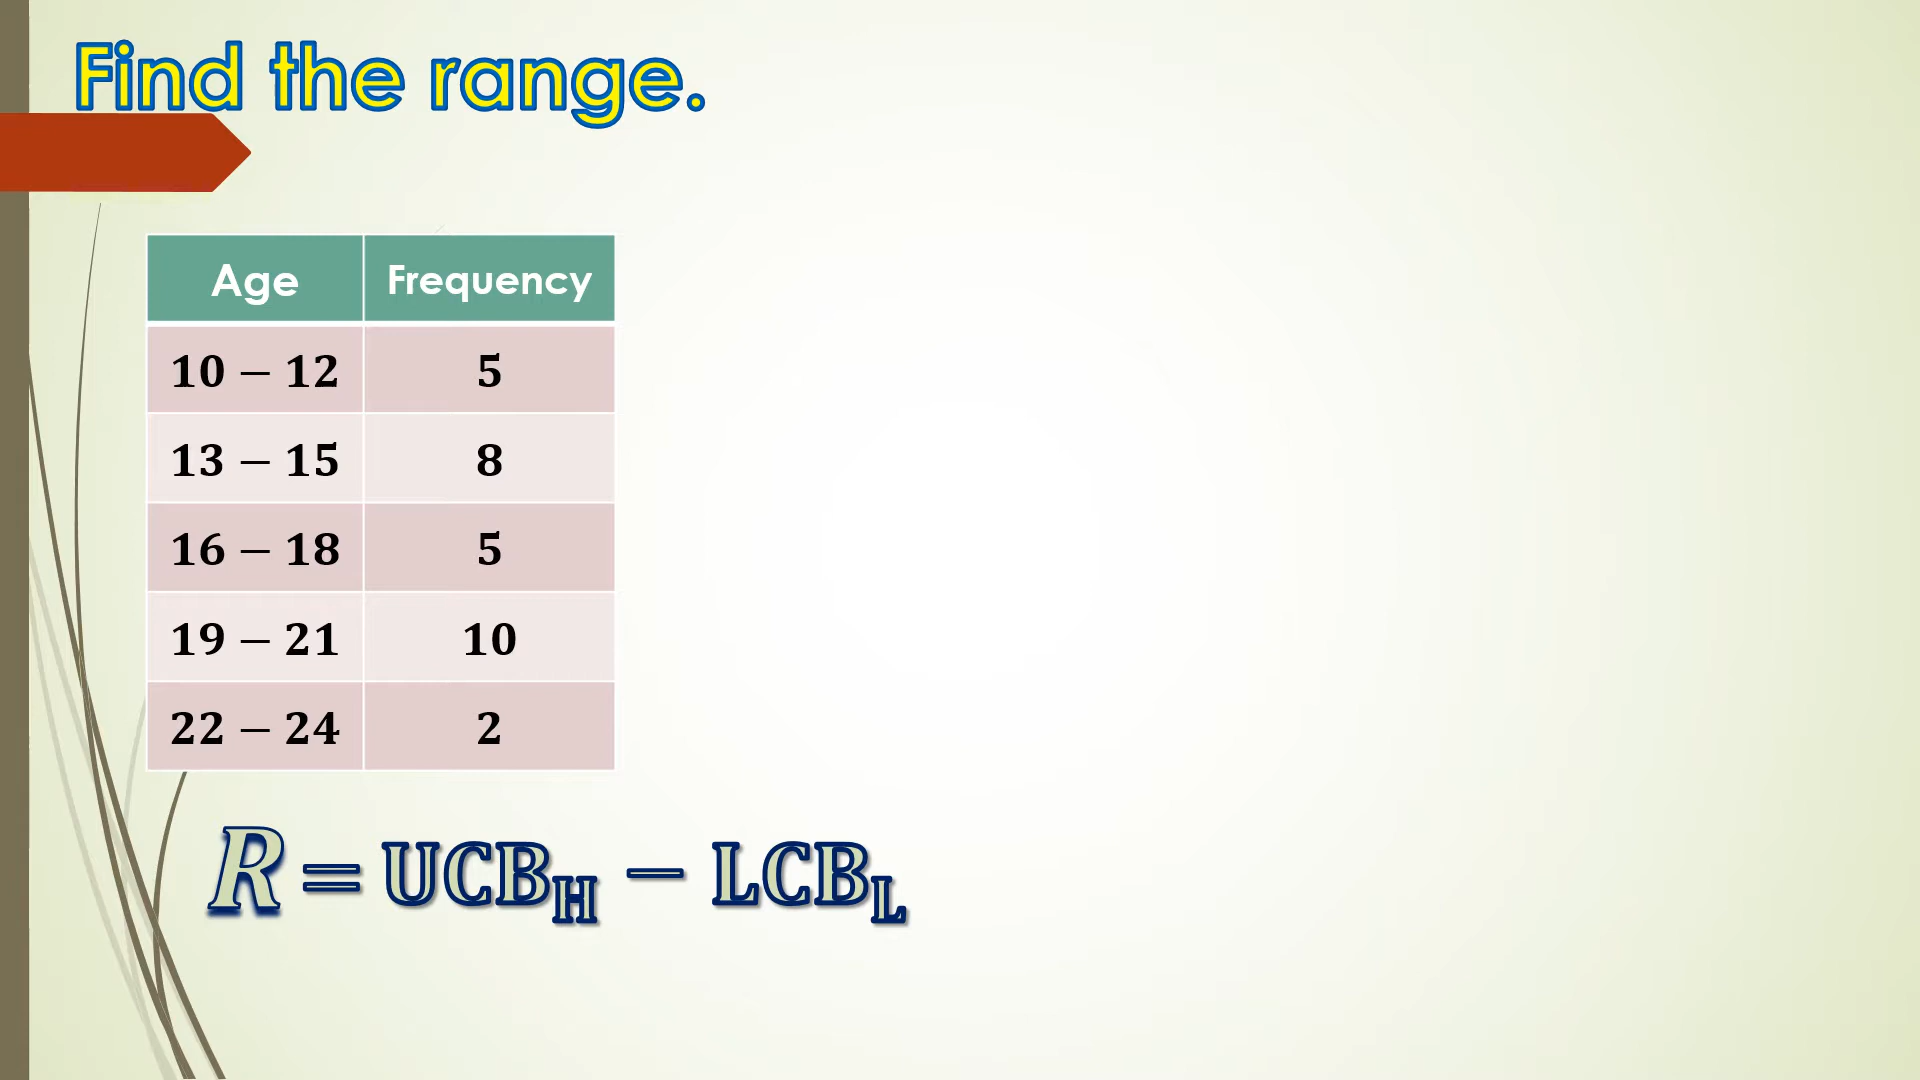 Find the range.
Age Frequency
10 – 12 5
13 – 15 8
16 – 18 5
19 – 21 10
22 – 24 2
R = UCB_H – LCB_L